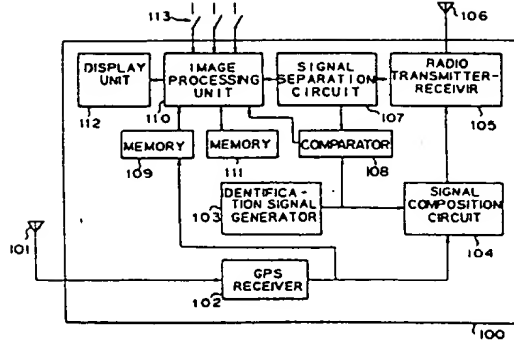 113
106
DISPLAY
UNIT
112
IMAGE
PROCESSING
UNIT
110
SIGNAL
SEPARATION
CIRCUIT
107
RADIO
TRANSMITTER-
RECEIVIR
105
MEMORY
109
MEMORY
111
COMPARATOR
108
DENTIFICA-
TION SIGNAL
GENERATOR
103
SIGNAL
COMPOSITION
CIRCUIT
104
101
GPS
RECEIVER
102
100